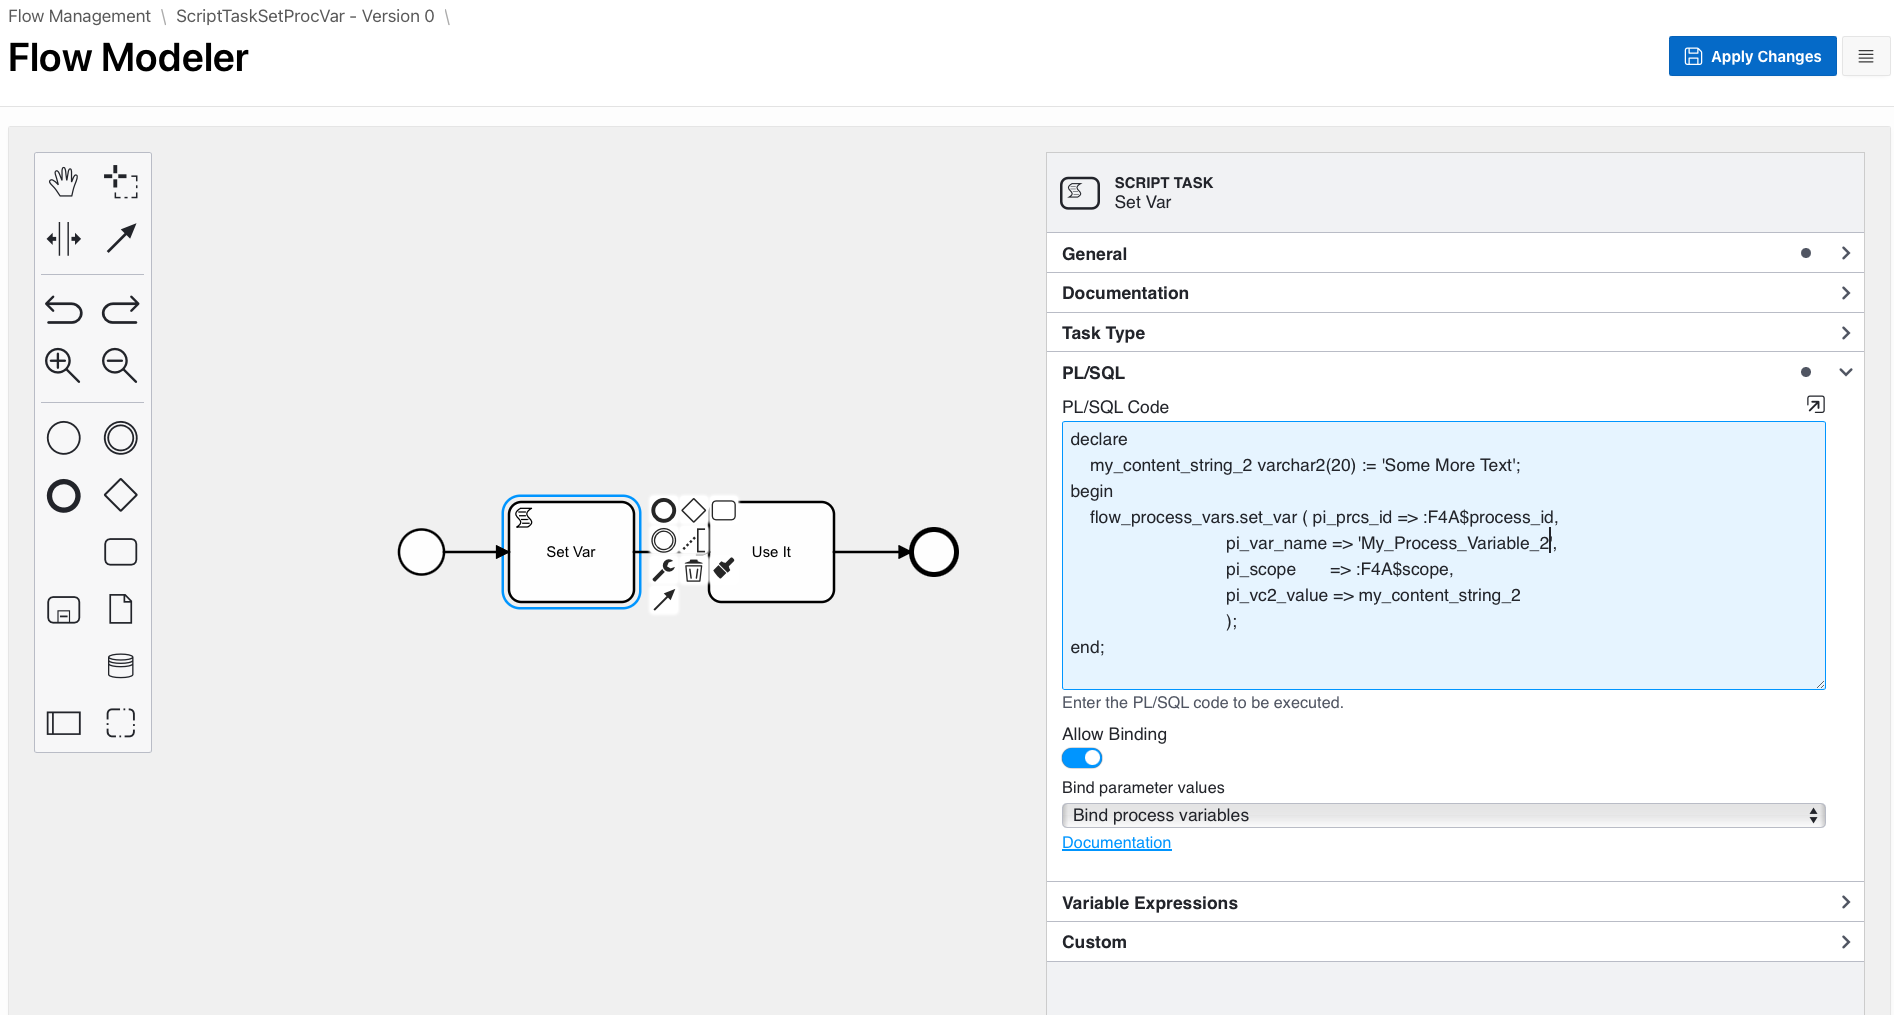 Flow Management \ ScriptTaskSetProcVar - Version 0 \
Flow Modeler
Apply Changes
Set Var
Use It
SCRIPT TASK
Set Var
General
Documentation
Task Type
PL/SQL
PL/SQL Code
declare
my_content_string_2 varchar2(20) := 'Some More Text';
begin
flow_process_vars.set_var ( pi_prcs_id => :F4A$process_id,
pi_var_name => 'My_Process_Variable_2',
pi_scope => :F4A$scope,
pi_vc2_value => my_content_string_2
);
end;
Enter the PL/SQL code to be executed.
Allow Binding
Bind parameter values
Bind process variables
Documentation
Variable Expressions
Custom